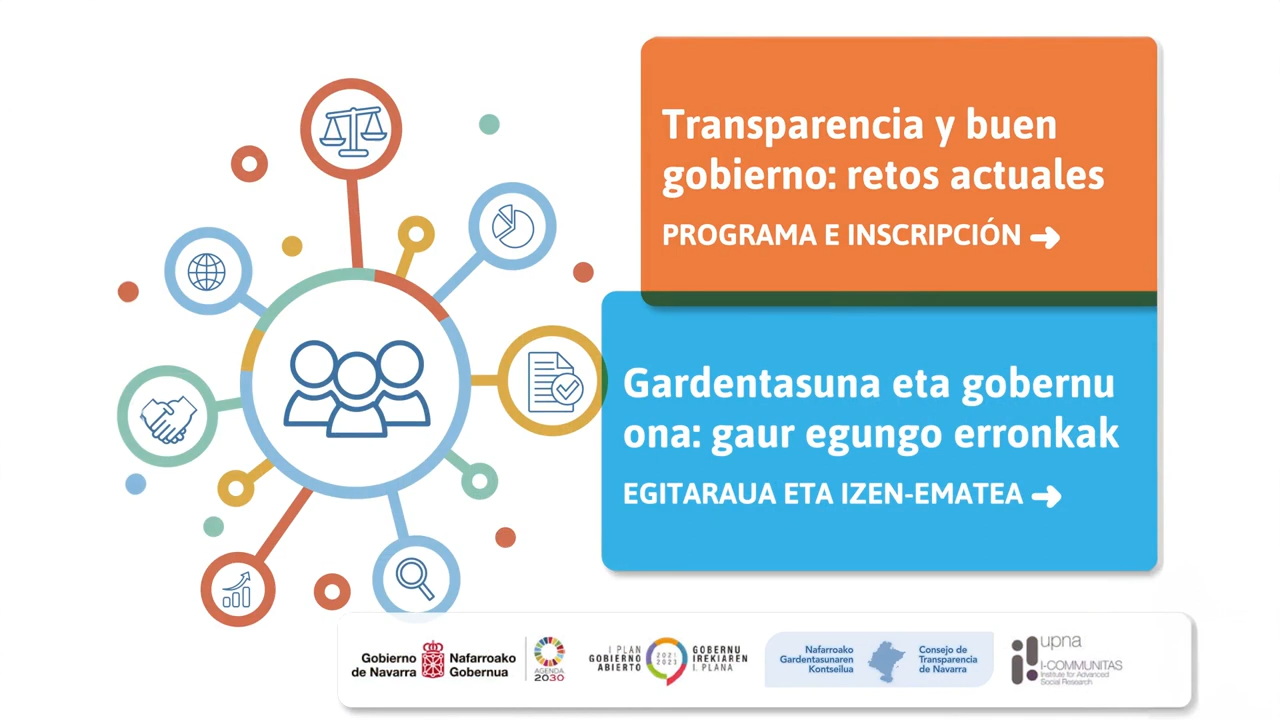 Transparencia y buen
gobierno: retos actuales
PROGRAMA E INSCRIPCIÓN
Gardentasuna eta gobernu
ona: gaur egungo erronkak
EGITARAUA ETA IZEN-EMATEA
Gobierno
de Navarra
Nafarroako
Gobernua
AGENDA
2030
I PLAN
GOBIERNO
ABIERTO
2021
2023
GOBERNU
IREKIAREN
I. PLANA
Nafarroako
Gardentasunaren
Kontseilua
Consejo de
Transparencia
de Navarra
upna
I-COMMUNITAS
Institute for Advanced
Social Research